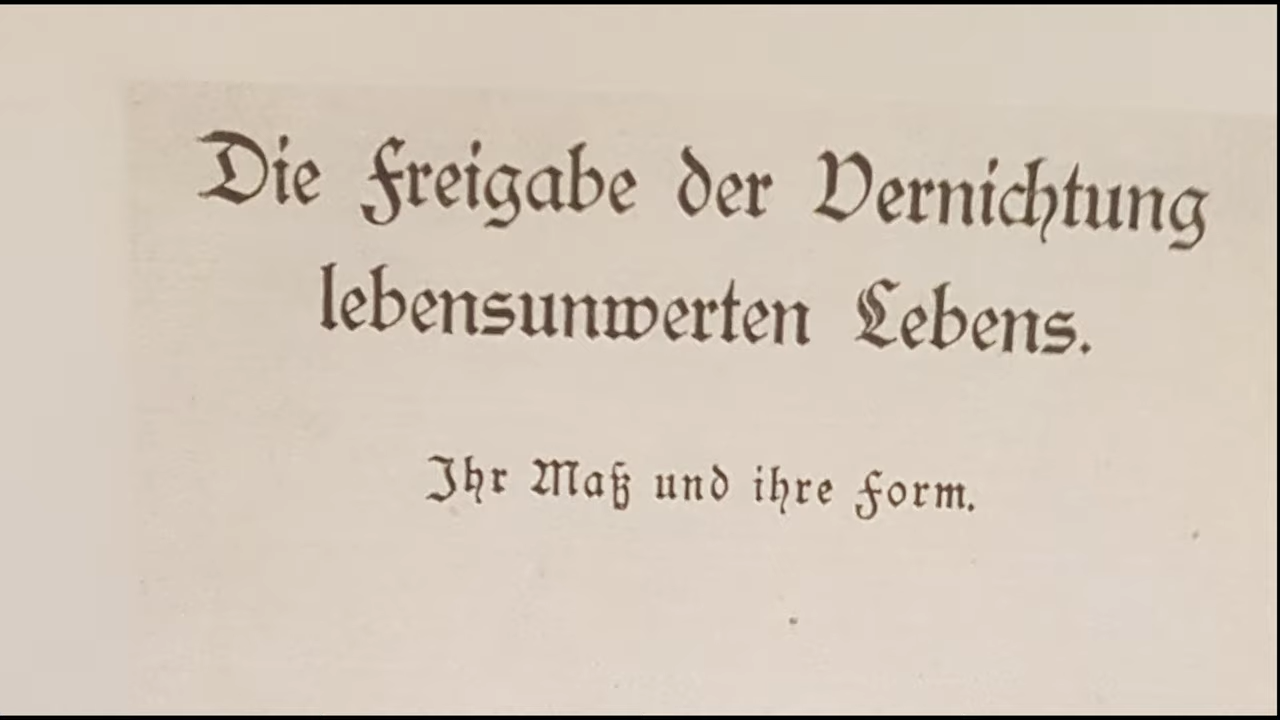 Die Freigabe der Vernichtung
lebensunwerten Lebens.
Ihr Maß und ihre Form.